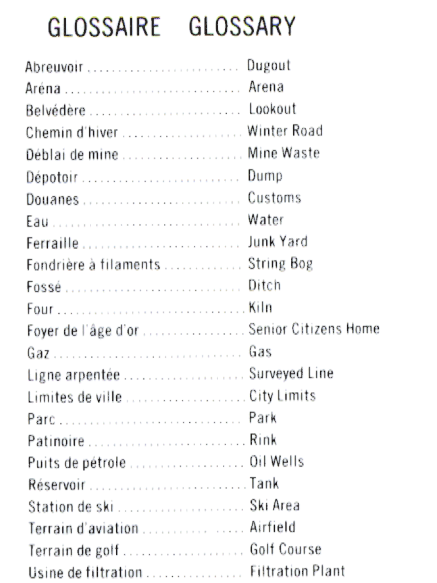 GLOSSAIRE GLOSSARY
Abreuvoir ........................ Dugout
Aréna ............................ Arena
Belvédère ........................ Lookout
Chemin d'hiver ................... Winter Road
Déblai de mine ................... Mine Waste
Dépotoir ......................... Dump
Douanes .......................... Customs
Eau .............................. Water
Ferraille ........................ Junk Yard
Fondrière à filaments ............ String Bog
Fossé ............................ Ditch
Four ............................. Kiln
Foyer de l'âge d'or .............. Senior Citizens Home
Gaz .............................. Gas
Ligne arpentée ................... Surveyed Line
Limites de ville ................. City Limits
Parc ............................. Park
Patinoire ........................ Rink
Puits de pétrole ................. Oil Wells
Réservoir ........................ Tank
Station de ski ................... Ski Area
Terrain d'aviation ............... Airfield
Terrain de golf .................. Golf Course
Usine de filtration .............. Filtration Plant